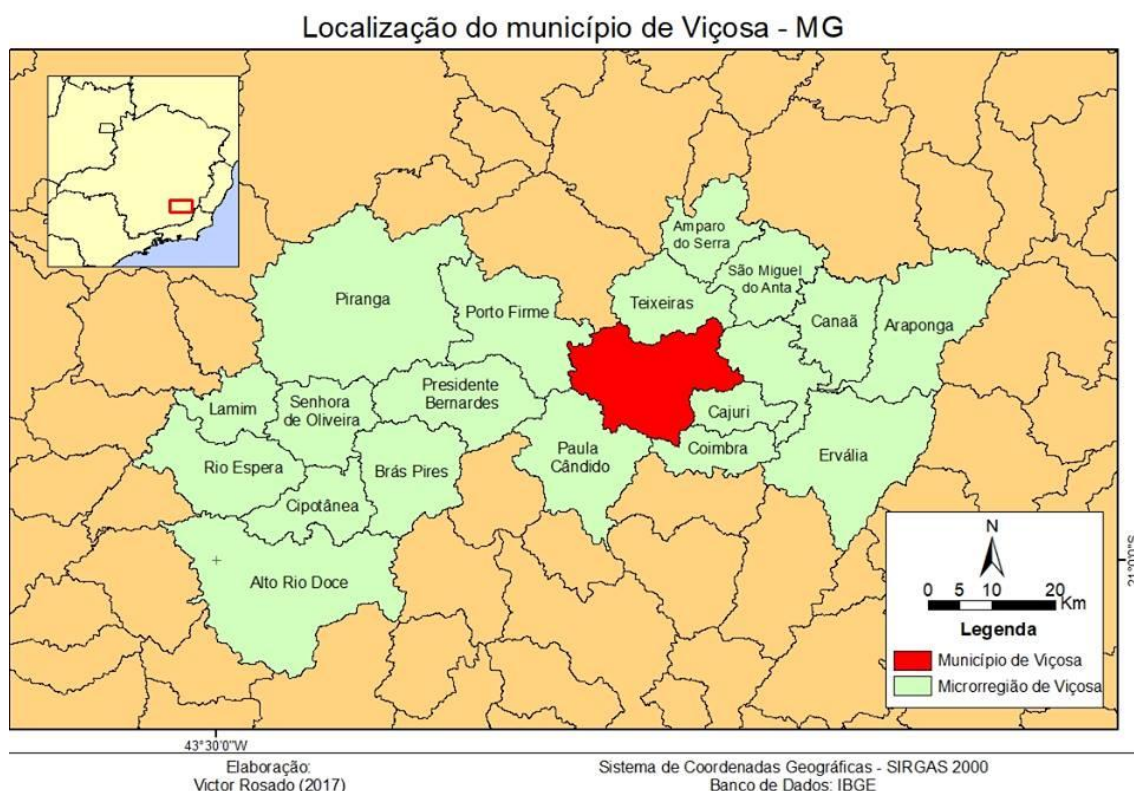 Localização do município de Viçosa - MG
Amparo
do Serra
São Miguel
do Anta
Piranga
Teixeiras
Porto Firme
Canaã
Araponga
Presidente
Bernardes
Lamim
Senhora
de Oliveira
Cajuri
Coimbra
Paula
Cândido
Ervália
Rio Espera
Brás Pires
Cipotânea
Alto Rio Doce
N
0 5 10 20
Km
Legenda
Município de Viçosa
Microrregião de Viçosa
21°0'0"S
43°30'0"W
Elaboração:
Victor Rosado (2017)
Sistema de Coordenadas Geográficas - SIRGAS 2000
Banco de Dados: IBGE